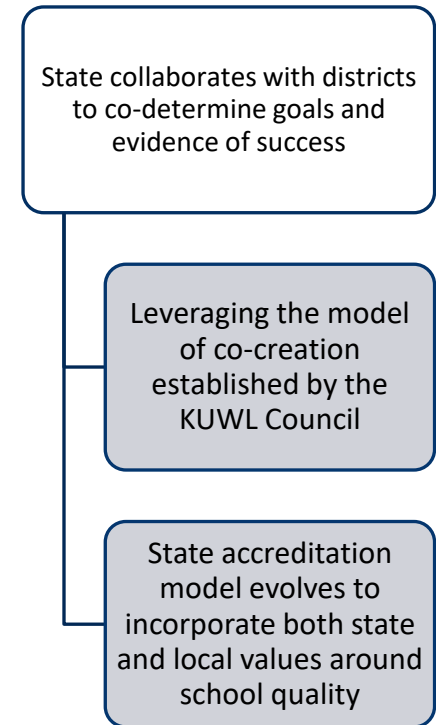 State collaborates with districts
to co-determine goals and
evidence of success
Leveraging the model
of co-creation
established by the
KUWL Council
State accreditation
model evolves to
incorporate both state
and local values around
school quality